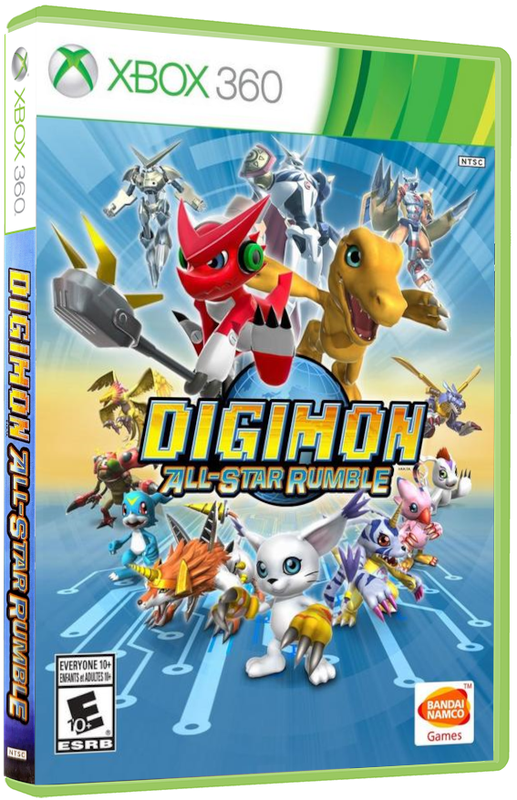 XBOX 360
NTSC
DIGIMON
ALL-STAR RUMBLE
EVERYONE 10+
ENFANTS et ADULTES 10+
E
10+
ESRB
TM
BANDAI
NAMCO
Games
XBOX 360
DIGIMON ALL-STAR RUMBLE
NTSC